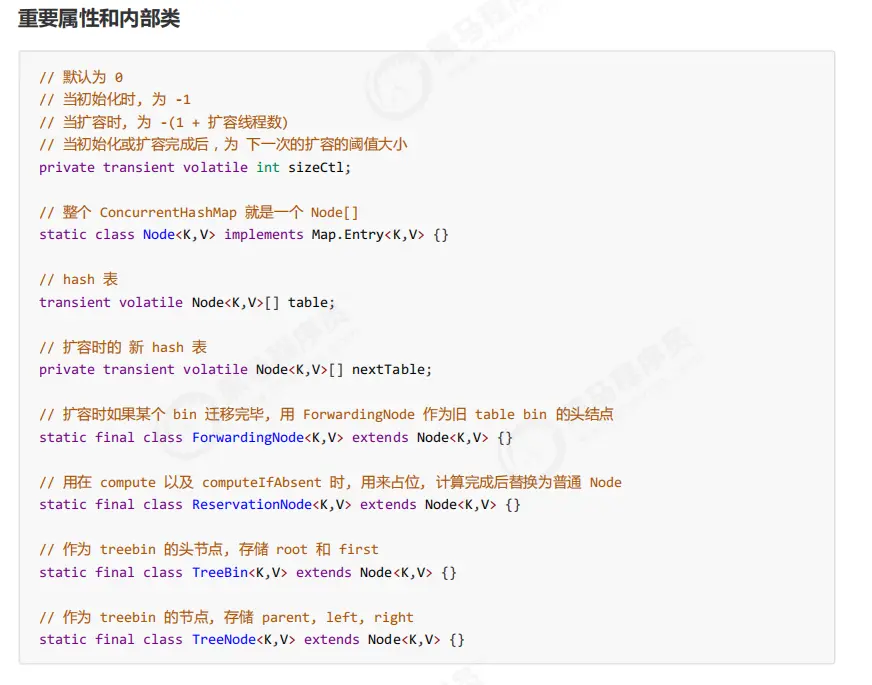 重要属性和内部类
// 默认为 0
// 当初始化时, 为 -1
// 当扩容时, 为 -(1 + 扩容线程数)
// 当初始化或扩容完成后，为 下一次的扩容的阈值大小
private transient volatile int sizeCtl;
// 整个 ConcurrentHashMap 就是一个 Node[]
static class Node<K,V> implements Map.Entry<K,V> {}
// hash 表
transient volatile Node<K,V>[] table;
// 扩容时的 新 hash 表
private transient volatile Node<K,V>[] nextTable;
// 扩容时如果某个 bin 迁移完毕, 用 ForwardingNode 作为旧 table bin 的头结点
static final class ForwardingNode<K,V> extends Node<K,V> {}
// 用在 compute 以及 computeIfAbsent 时, 用来占位, 计算完成后替换为普通 Node
static final class ReservationNode<K,V> extends Node<K,V> {}
// 作为 treebin 的头节点, 存储 root 和 first
static final class TreeBin<K,V> extends Node<K,V> {}
// 作为 treebin 的节点, 存储 parent, left, right
static final class TreeNode<K,V> extends Node<K,V> {}